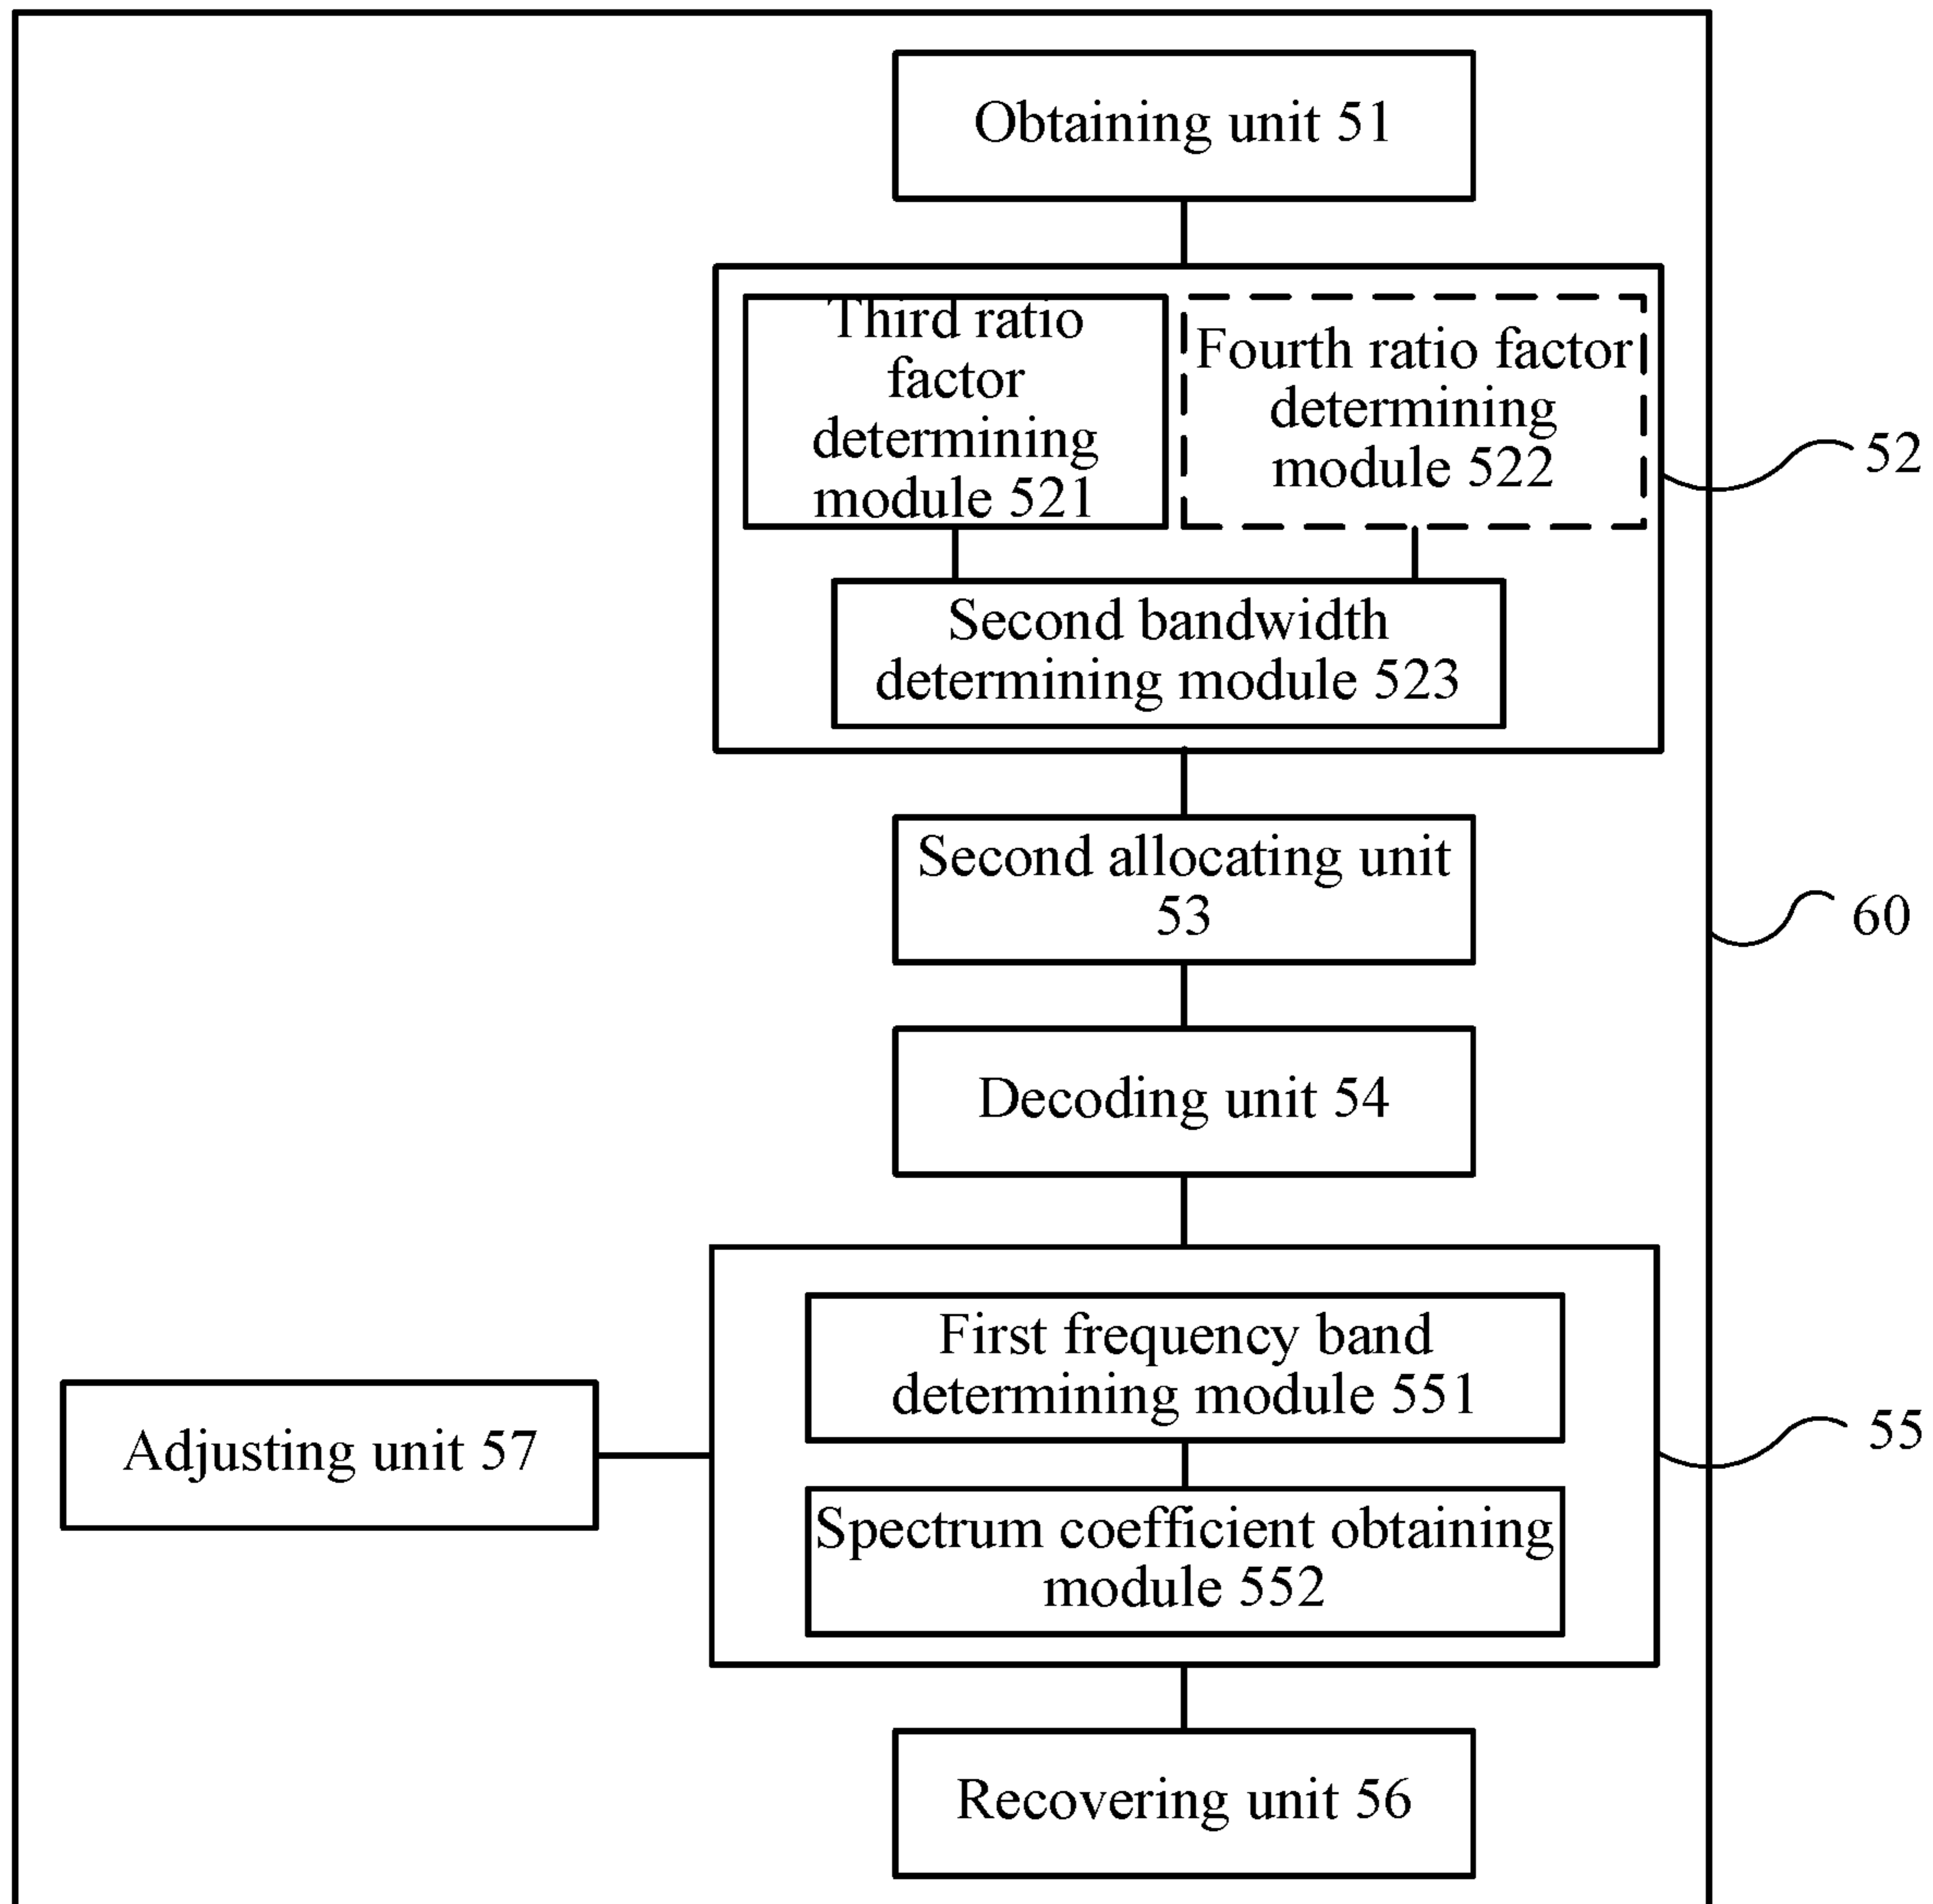 Obtaining unit 51
Third ratio
factor
determining
module 521
Fourth ratio factor
determining
module 522
52
Second bandwidth
determining module 523
Second allocating unit
53
60
Decoding unit 54
First frequency band
determining module 551
Adjusting unit 57
55
Spectrum coefficient obtaining
module 552
Recovering unit 56